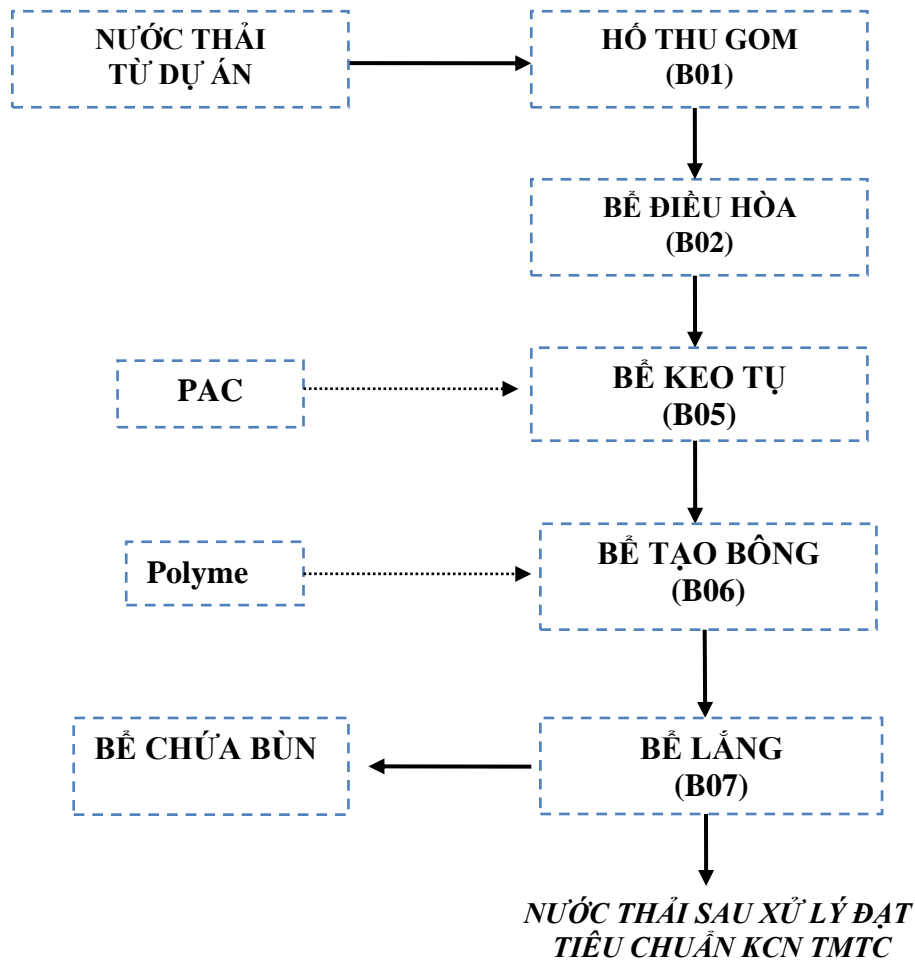 NƯỚC THẢI
TỪ DỰ ÁN
HỐ THU GOM
(B01)
BỂ ĐIỀU HÒA
(B02)
PAC
BỂ KEO TỤ
(B05)
Polyme
BỂ TẠO BÔNG
(B06)
BỂ CHỨA BÙN
BỂ LẮNG
(B07)
NƯỚC THẢI SAU XỬ LÝ ĐẠT
TIÊU CHUẨN KCN TMTC